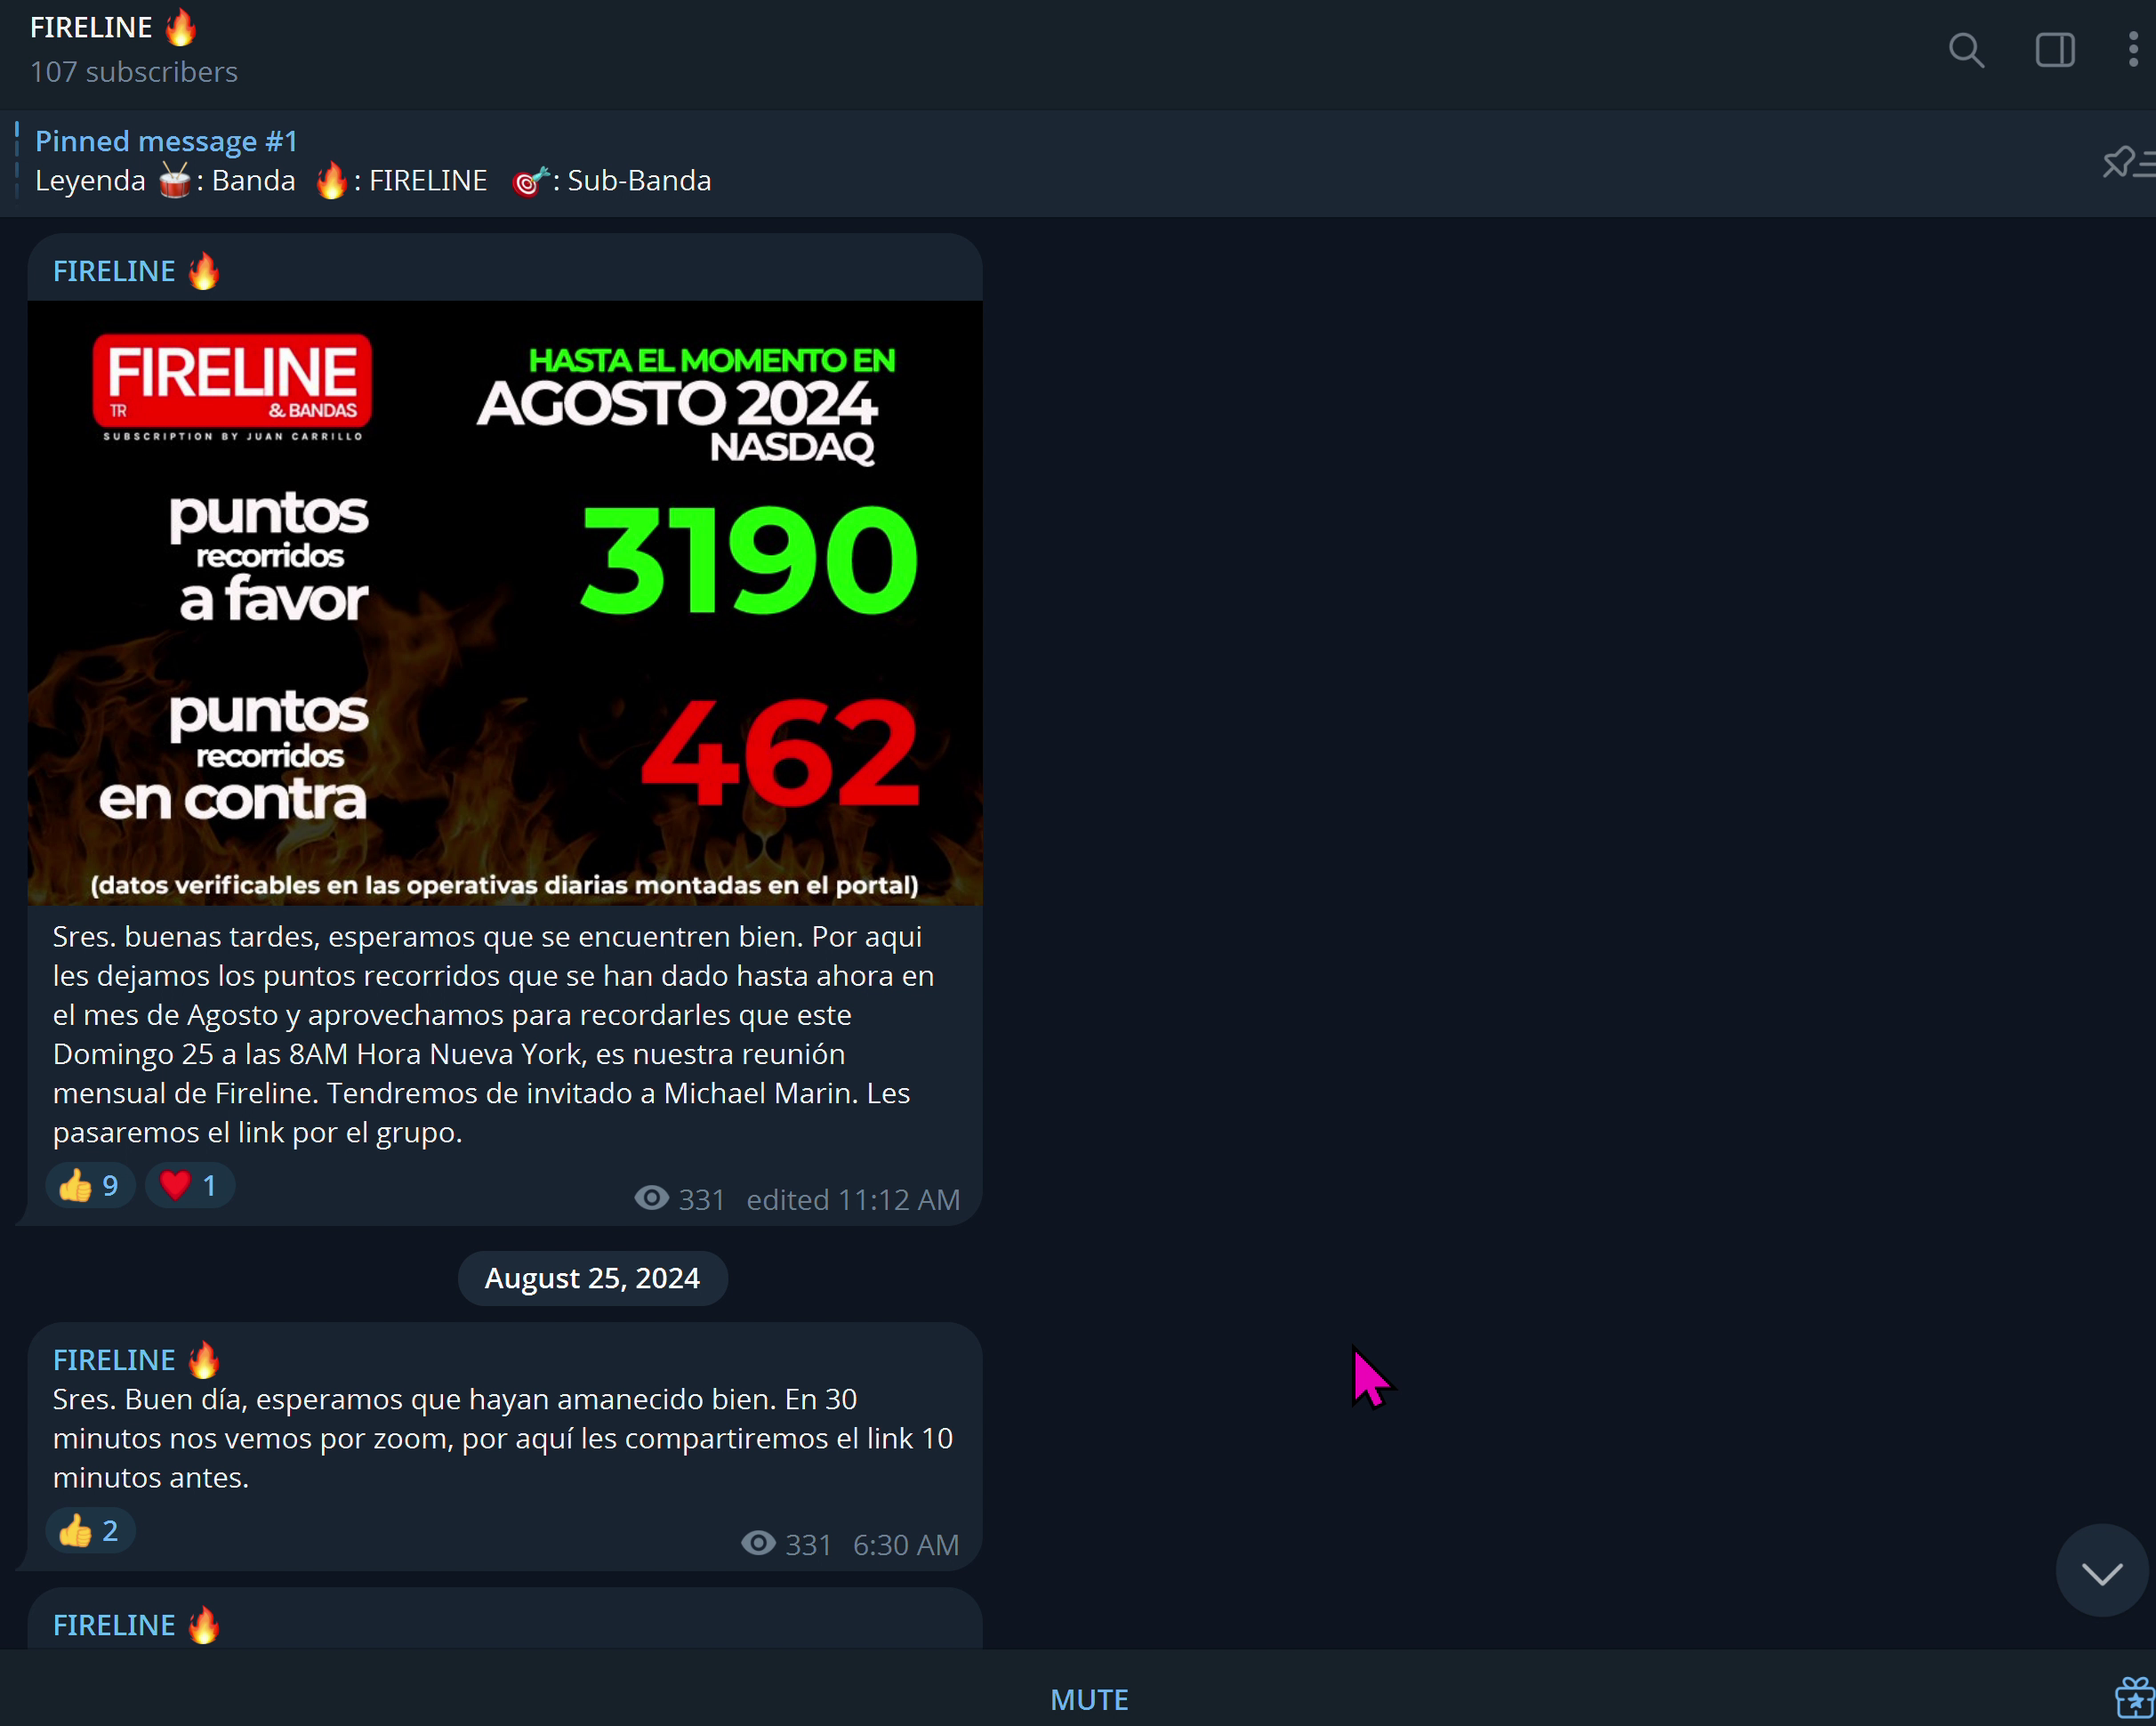 FIRELINE 🔥
107 subscribers
Pinned message #1
Leyenda 🥁: Banda 🔥: FIRELINE 🎯: Sub-Banda
FIRELINE 🔥
FIRELINE
TR & BANDAS
SUBSCRIPTION BY JUAN CARRILLO
HASTA EL MOMENTO EN
AGOSTO 2024
NASDAQ
puntos
recorridos
a favor
3190
puntos
recorridos
en contra
462
(datos verificables en las operativas diarias montadas en el portal)
Sres. buenas tardes, esperamos que se encuentren bien. Por aqui
les dejamos los puntos recorridos que se han dado hasta ahora en
el mes de Agosto y aprovechamos para recordarles que este
Domingo 25 a las 8AM Hora Nueva York, es nuestra reunión
mensual de Fireline. Tendremos de invitado a Michael Marin. Les
pasaremos el link por el grupo.
👍 9 ❤️ 1
331 edited 11:12 AM
August 25, 2024
FIRELINE 🔥
Sres. Buen día, esperamos que hayan amanecido bien. En 30
minutos nos vemos por zoom, por aquí les compartiremos el link 10
minutos antes.
👍 2
331 6:30 AM
FIRELINE 🔥
MUTE